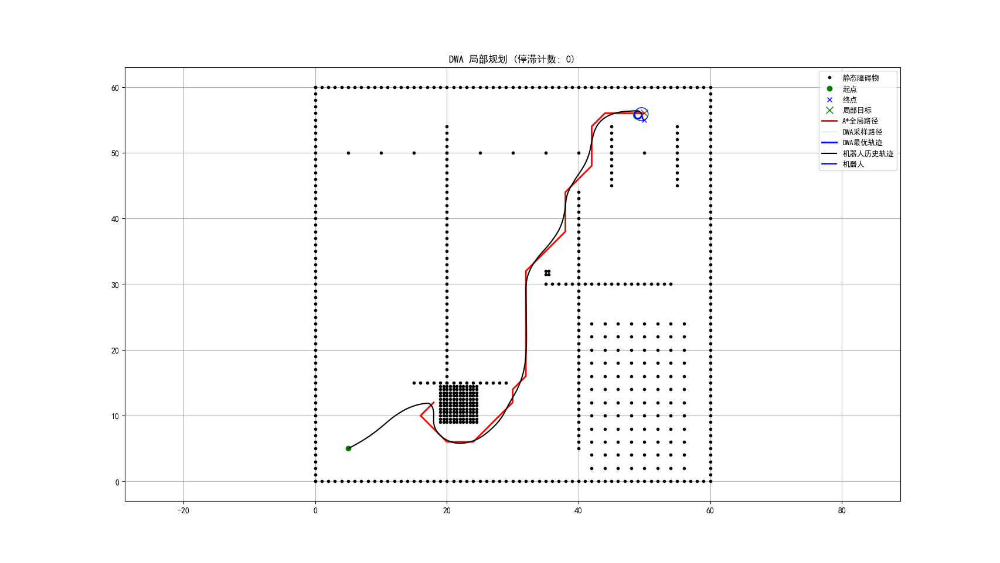 DWA 局部规划 (停滞计数: 0)
静态障碍物
起点
终点
局部目标
A*全局路径
DWA采样路径
DWA最优轨迹
机器人历史轨迹
机器人
60
50
40
30
20
10
0
−20
0
20
40
60
80